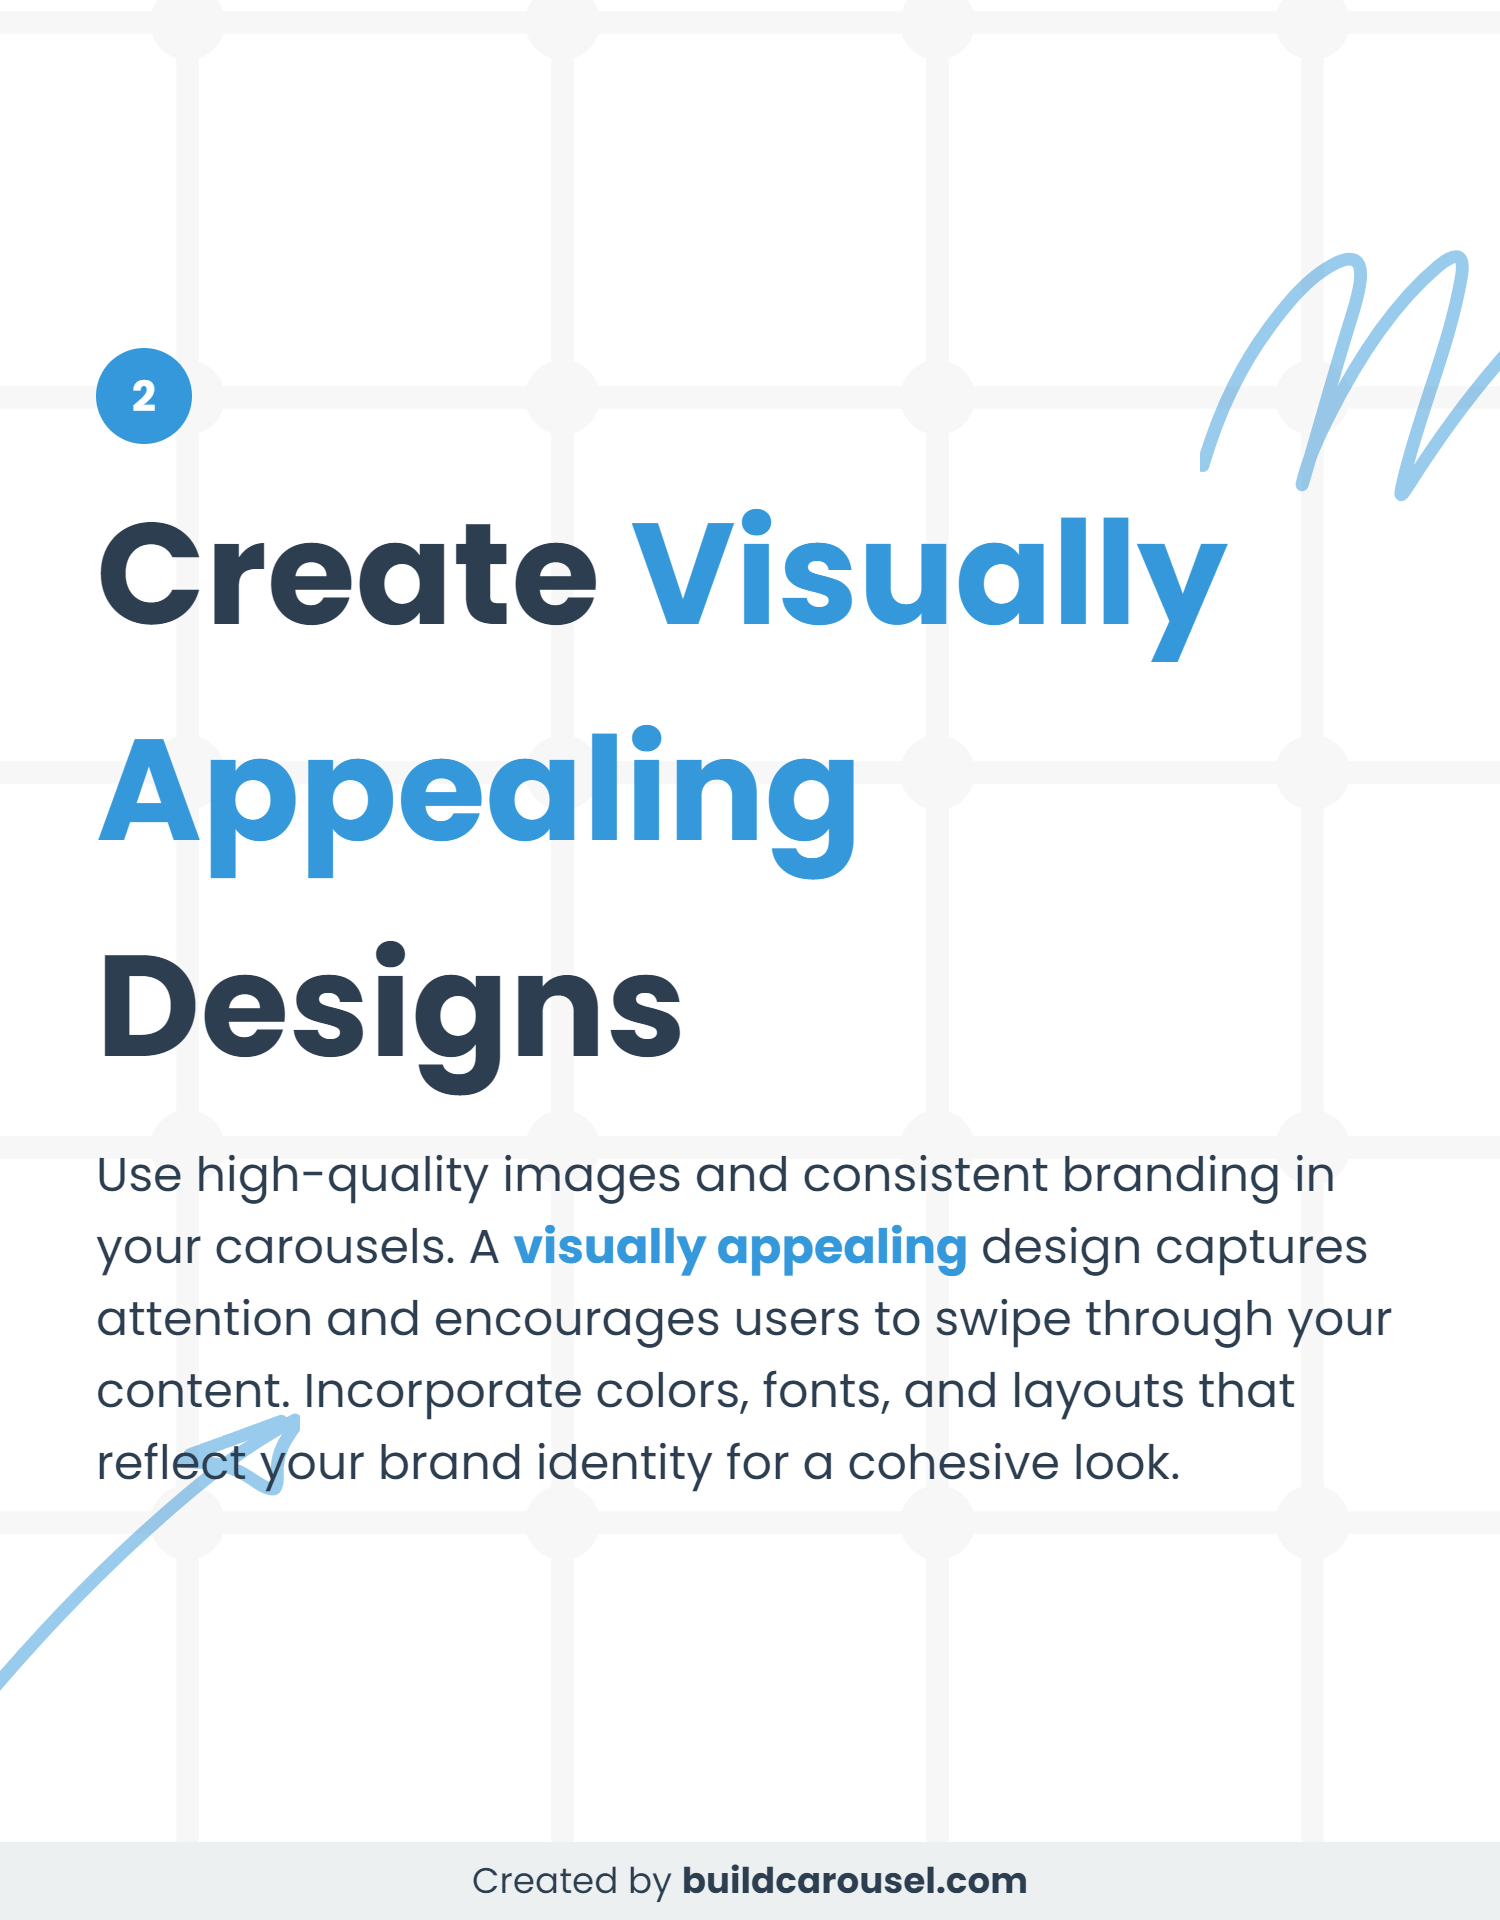 2
Create Visually
Appealing
Designs
Use high-quality images and consistent branding in
your carousels. A visually appealing design captures
attention and encourages users to swipe through your
content. Incorporate colors, fonts, and layouts that
reflect your brand identity for a cohesive look.
Created by buildcarousel.com